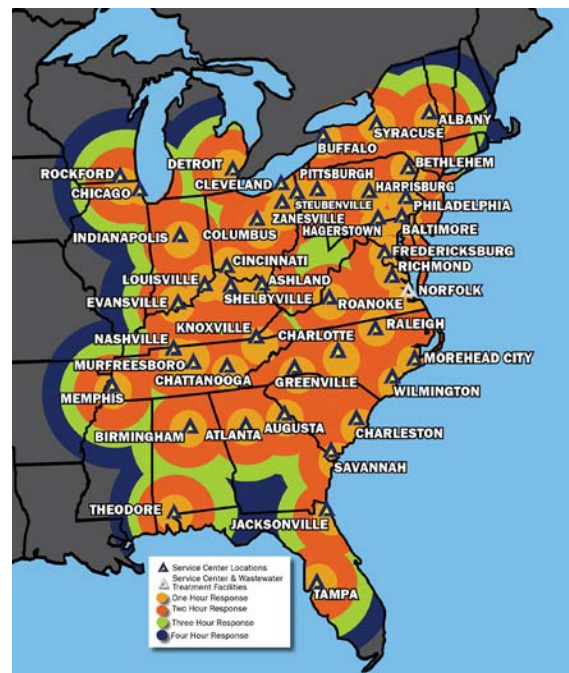 ALBANY
SYRACUSE
BUFFALO
DETROIT
PITTSBURGH
BETHLEHEM
ROCKFORD
CLEVELAND
HARRISBURG
CHICAGO
STEUBENVILLE
PHILADELPHIA
ZANESVILLE
COLUMBUS
HAGERSTOWN
BALTIMORE
INDIANAPOLIS
FREDERICKSBURG
CINCINNATI
RICHMOND
LOUISVILLE
ASHLAND
NORFOLK
EVANSVILLE
SHELBYVILLE
ROANOKE
KNOXVILLE
RALEIGH
NASHVILLE
CHARLOTTE
MURFREESBORO
MOREHEAD CITY
CHATTANOOGA
GREENVILLE
MEMPHIS
WILMINGTON
AUGUSTA
BIRMINGHAM
ATLANTA
CHARLESTON
SAVANNAH
THEODORE
JACKSONVILLE
TAMPA
Service Center Locations
Service Center & Wastewater
Treatment Facilities
One Hour Response
Two Hour Response
Three Hour Response
Four Hour Response